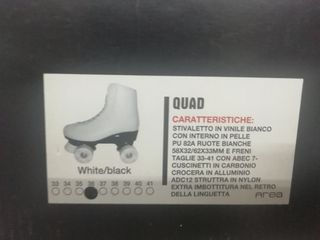 QUAD
CARATTERISTICHE:
STIVALETTO IN VINILE BIANCO
CON INTERNO IN PELLE
PU 82A RUOTE BIANCHE
58X32/62X33MM E FRENI
TAGLIE 33-41 CON ABEC 7-
CUSCINETTI IN CARBONIO
CROCERA IN ALLUMINIO
ADC12 STRUTTRA IN NYLON
EXTRA IMBOTTITURA NEL RETRO
DELLA LINGUETTA
area
White/black
33 34 35 36 37 38 39 40 41